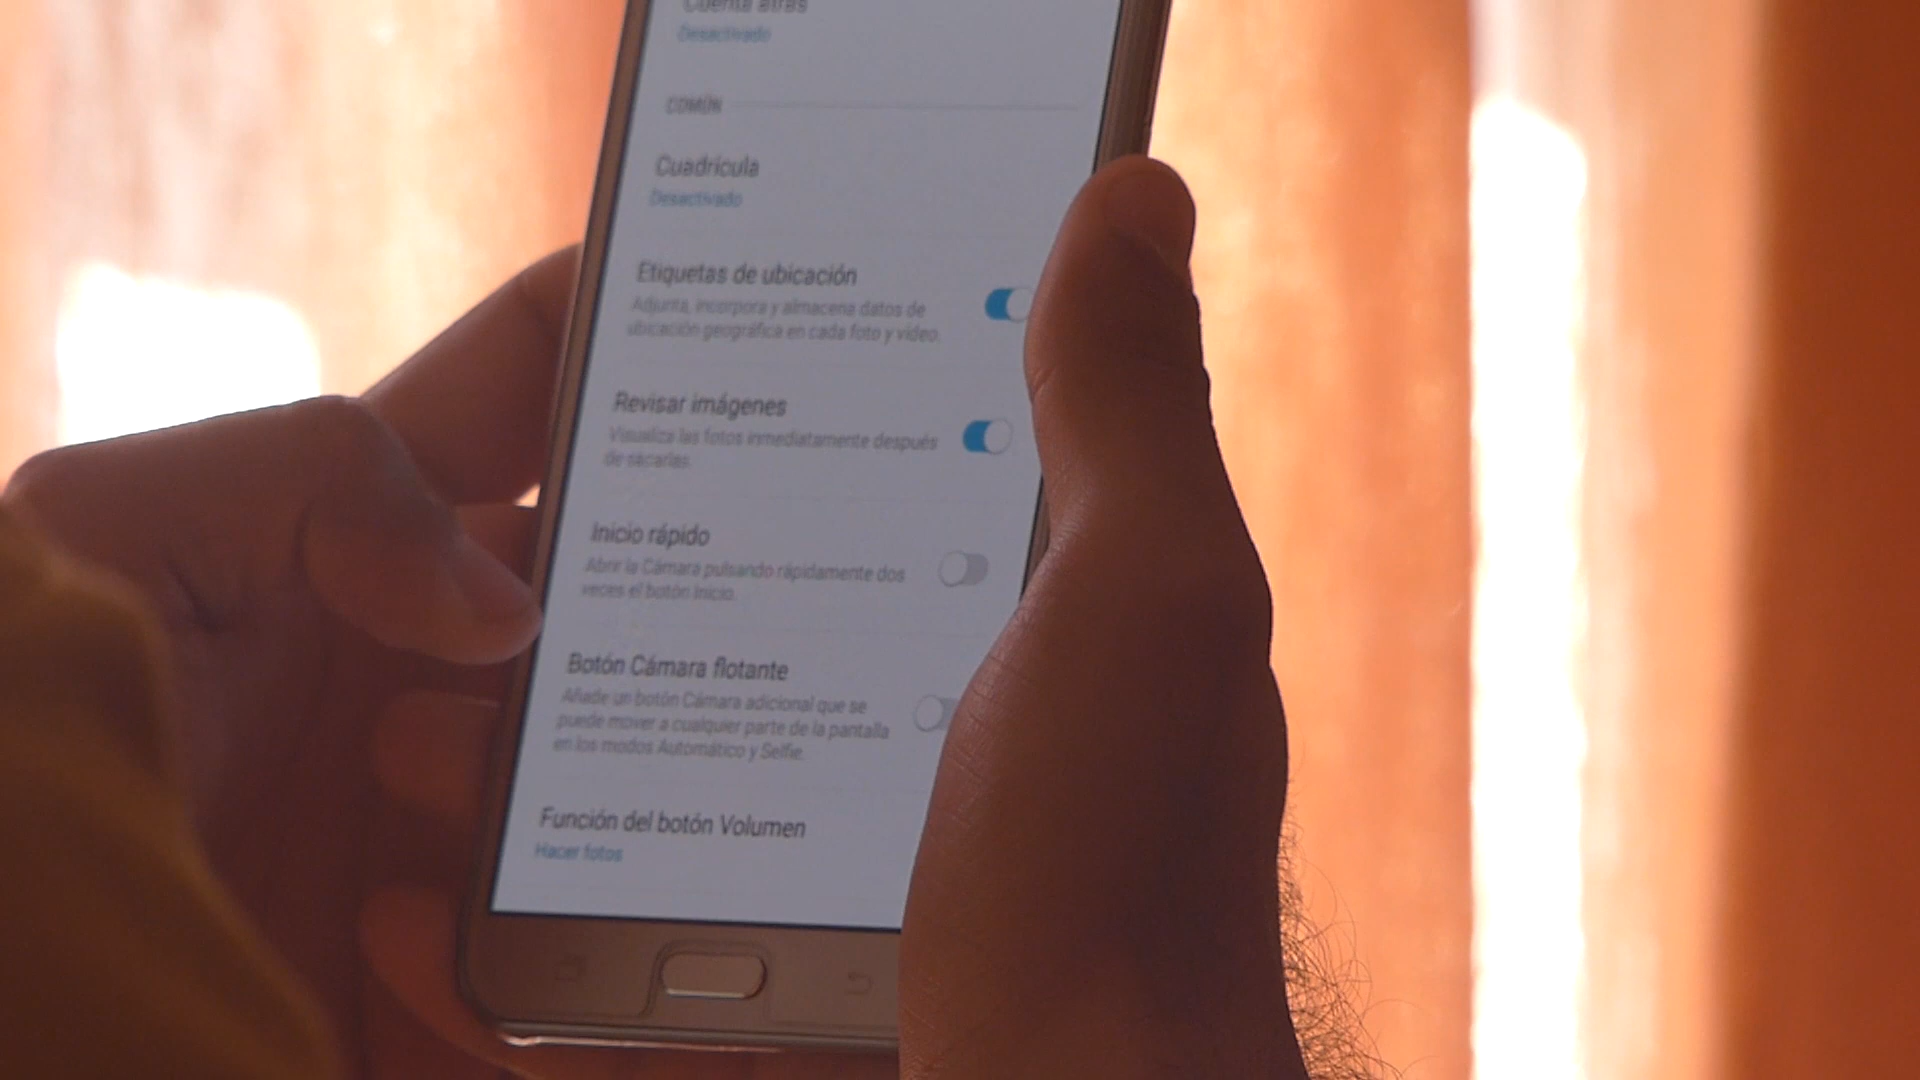 Cuenta atrás
Desactivado
COMÚN
Cuadrícula
Desactivado
Etiquetas de ubicación
Adjunta, incorpora y almacena datos de
ubicación geográfica en cada foto y vídeo.
Revisar imágenes
Visualiza las fotos inmediatamente después
de sacarlas.
Inicio rápido
Abrir la Cámara pulsando rápidamente dos
veces el botón Inicio.
Botón Cámara flotante
Añade un botón Cámara adicional que se
puede mover a cualquier parte de la pantalla
en los modos Automático y Selfie.
Función del botón Volumen
Hacer fotos